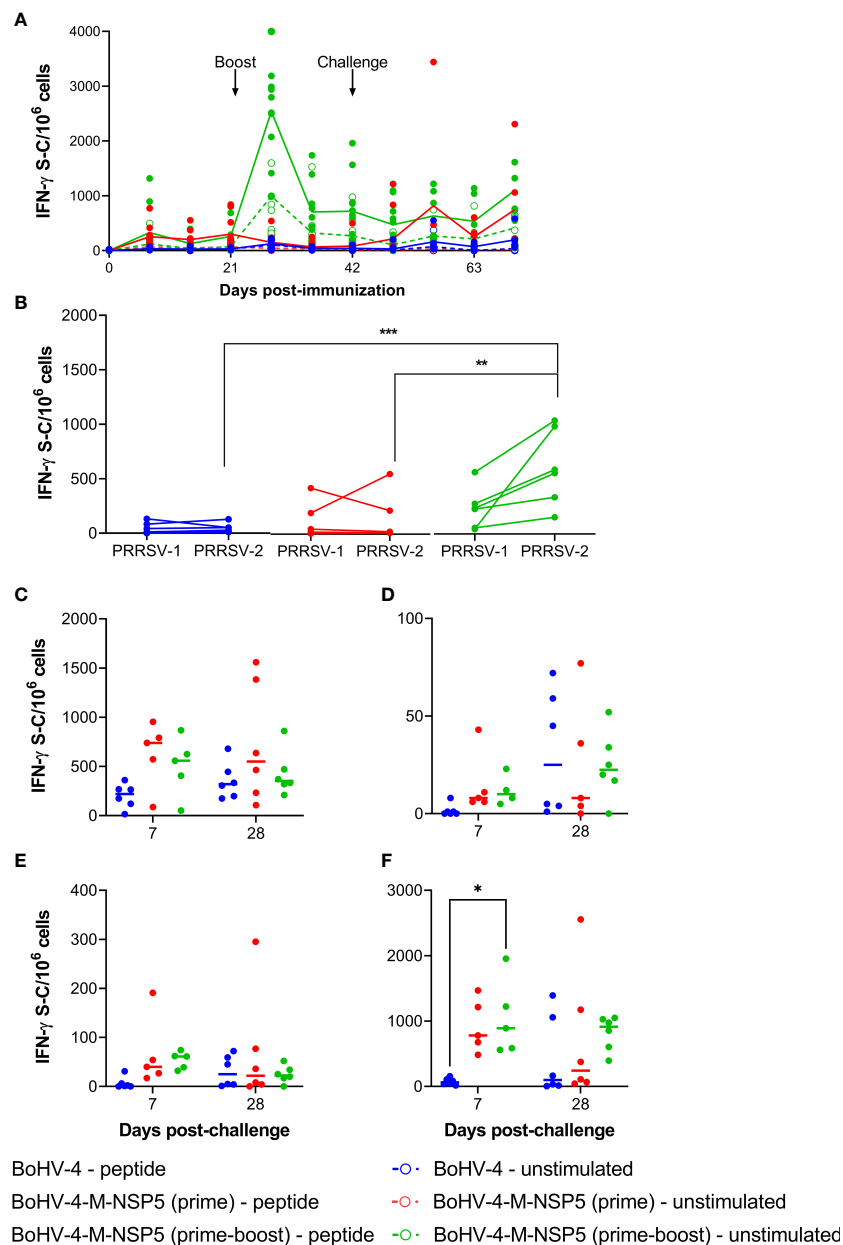 A
IFN-γ S-C/10⁶ cells
4000
3000
2000
1000
0
Boost
Challenge
0
21
42
63
Days post-immunization
B
IFN-γ S-C/10⁶ cells
2000
1500
1000
500
0
***
**
PRRSV-1
PRRSV-2
PRRSV-1
PRRSV-2
PRRSV-1
PRRSV-2
C
IFN-γ S-C/10⁶ cells
2000
1500
1000
500
0
7
28
D
100
50
0
7
28
E
IFN-γ S-C/10⁶ cells
400
300
200
100
0
7
28
Days post-challenge
F
3000
2000
1000
0
*
7
28
Days post-challenge
BoHV-4 - peptide
BoHV-4 - unstimulated
BoHV-4-M-NSP5 (prime) - peptide
BoHV-4-M-NSP5 (prime) - unstimulated
BoHV-4-M-NSP5 (prime-boost) - peptide
BoHV-4-M-NSP5 (prime-boost) - unstimulated